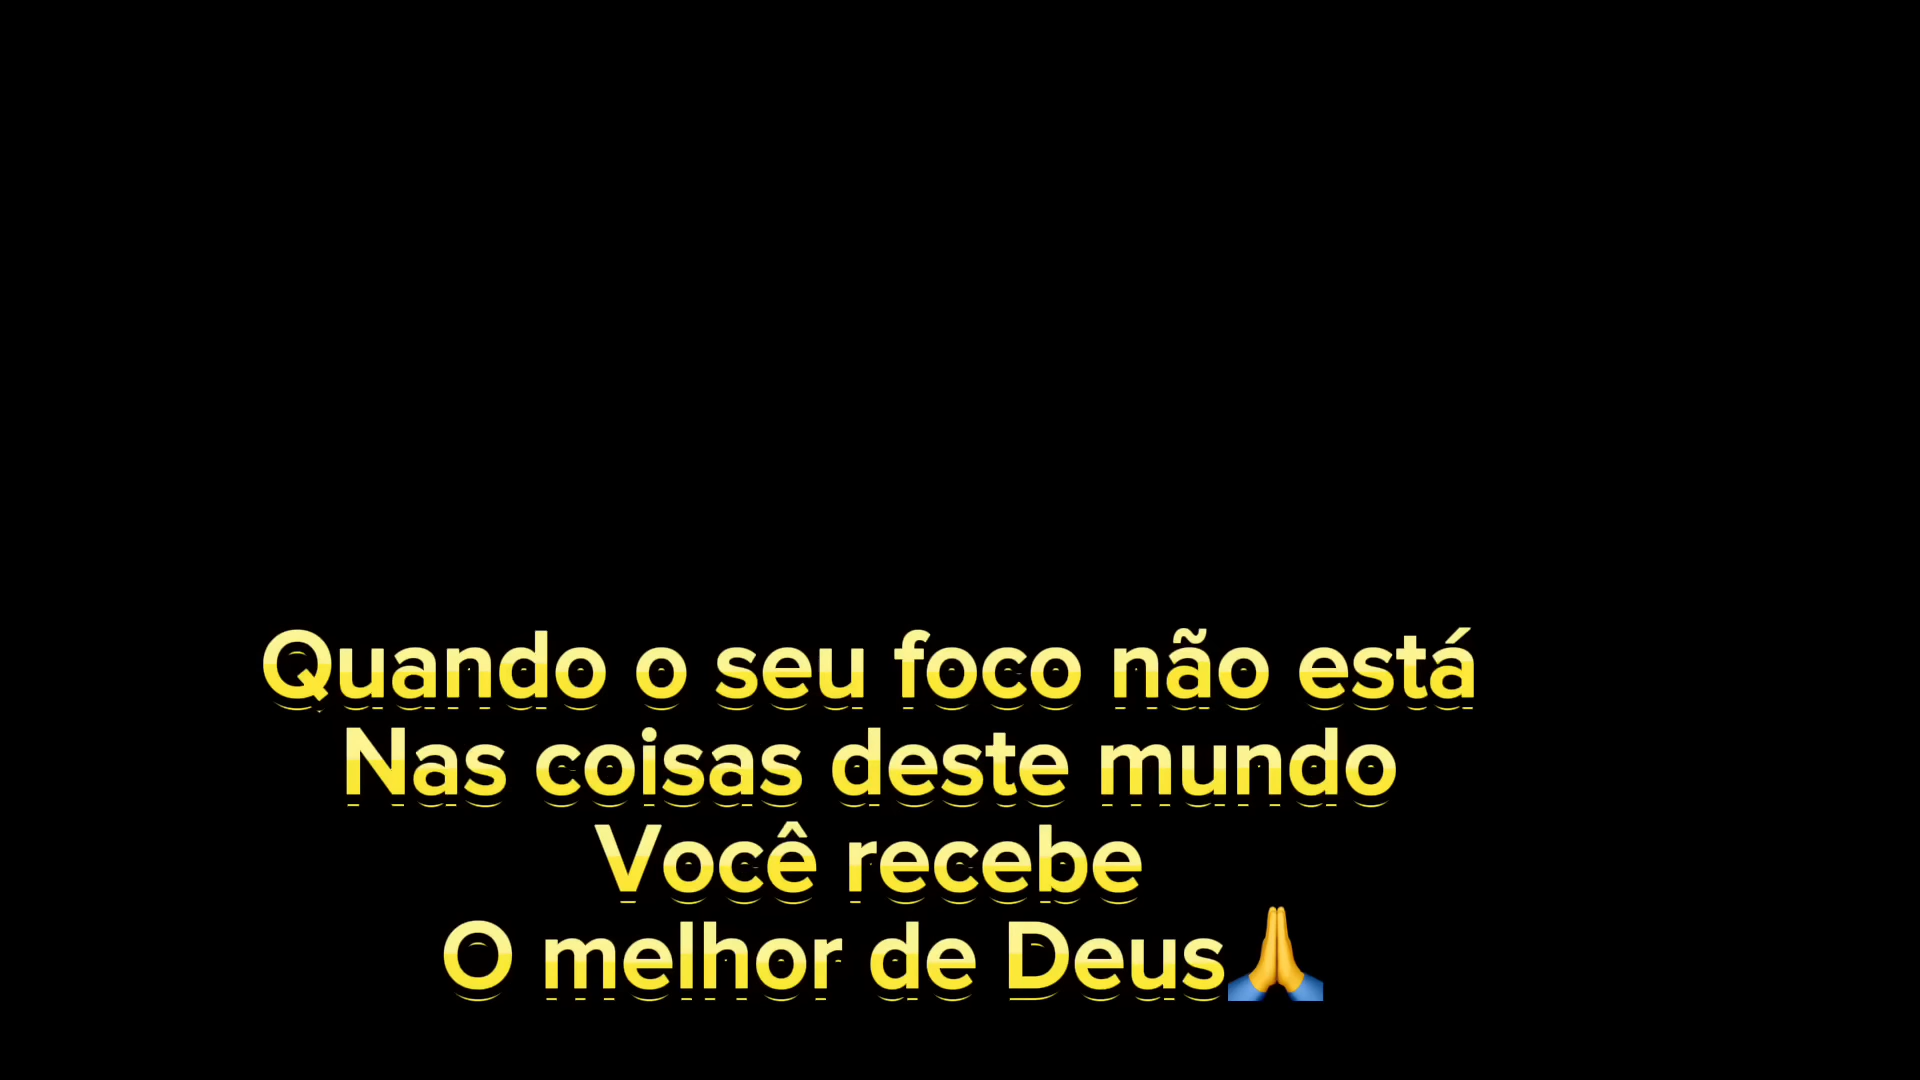 Quando o seu foco não está
Nas coisas deste mundo
Você recebe
O melhor de Deus🙏